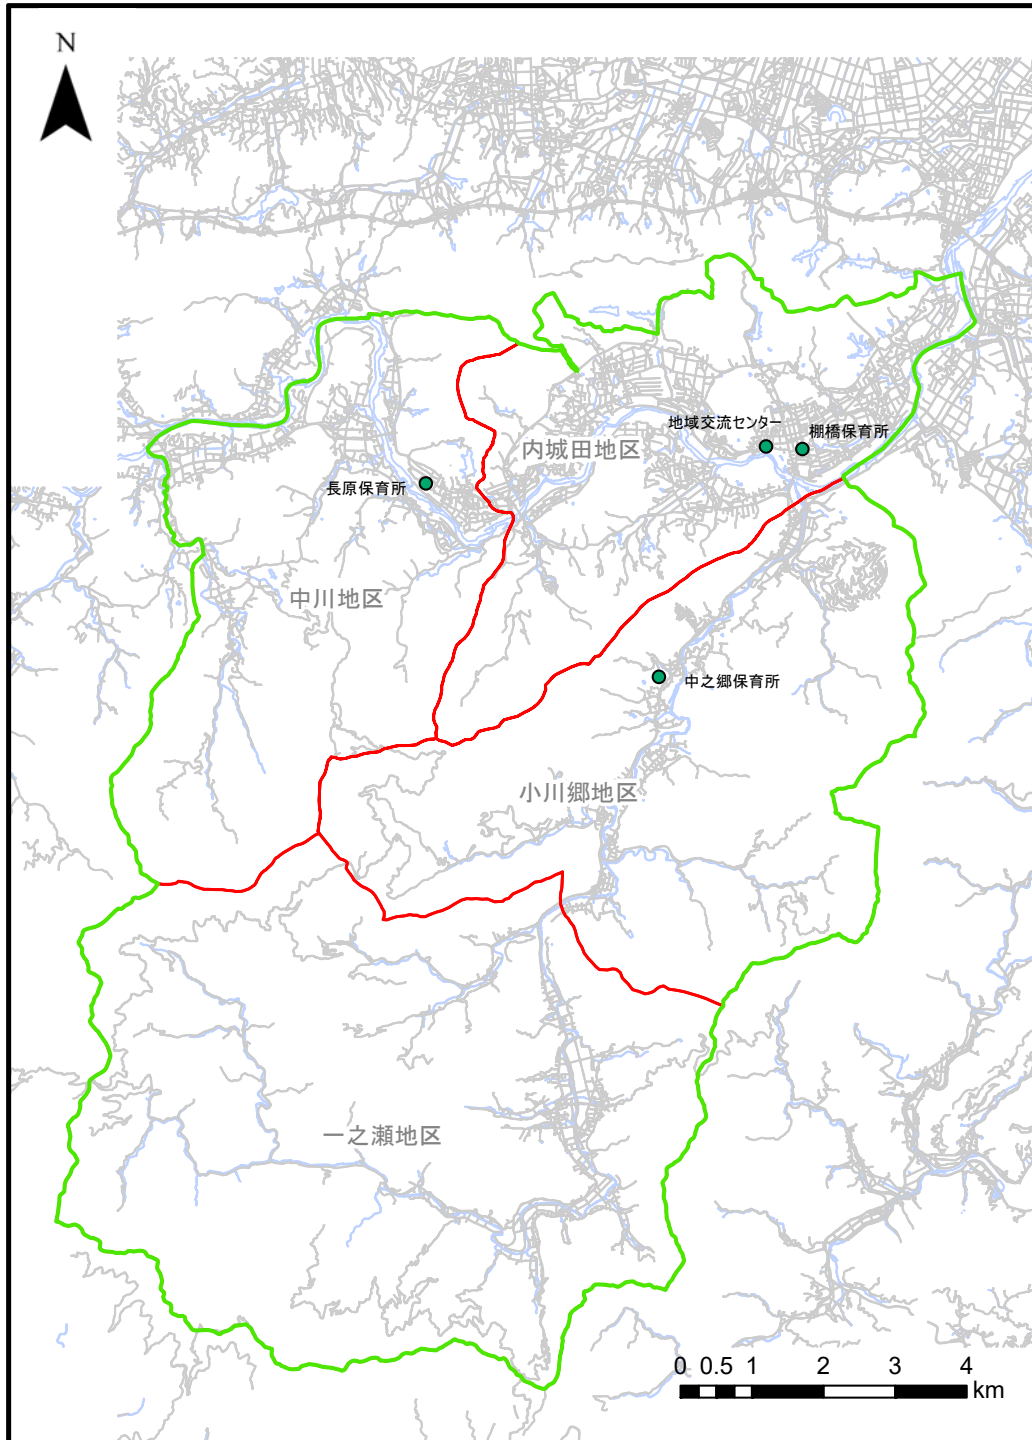 N
地域交流センター
棚橋保育所
内城田地区
長原保育所
中川地区
中之郷保育所
小川郷地区
一之瀬地区
0 0.5 1 2 3 4
km